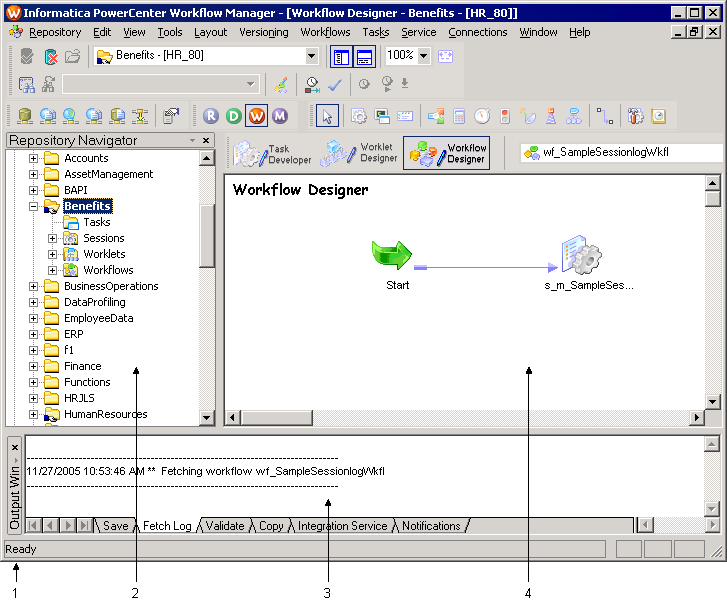 Informatica PowerCenter Workflow Manager - [Workflow Designer - Benefits - [HR_80]]
Repository Edit View Tools Layout Versioning Workflows Tasks Service Connections Window Help
Benefits - [HR_80] 100%
R D W M
Repository Navigator
Task Developer
Worklet Designer
Workflow Designer
wf_SampleSessionlogWkfl
Accounts
AssetManagement
BAPI
Benefits
Tasks
Sessions
Worklets
Workflows
BusinessOperations
DataProfiling
EmployeeData
ERP
f1
Finance
Functions
HRJLS
HumanResources
Workflow Designer
Start
s_m_SampleSes...
Output Win
11/27/2005 10:53:46 AM ** Fetching workflow wf_SampleSessionlogWkfl
Save Fetch Log Validate Copy Integration Service Notifications
Ready
1 2 3 4